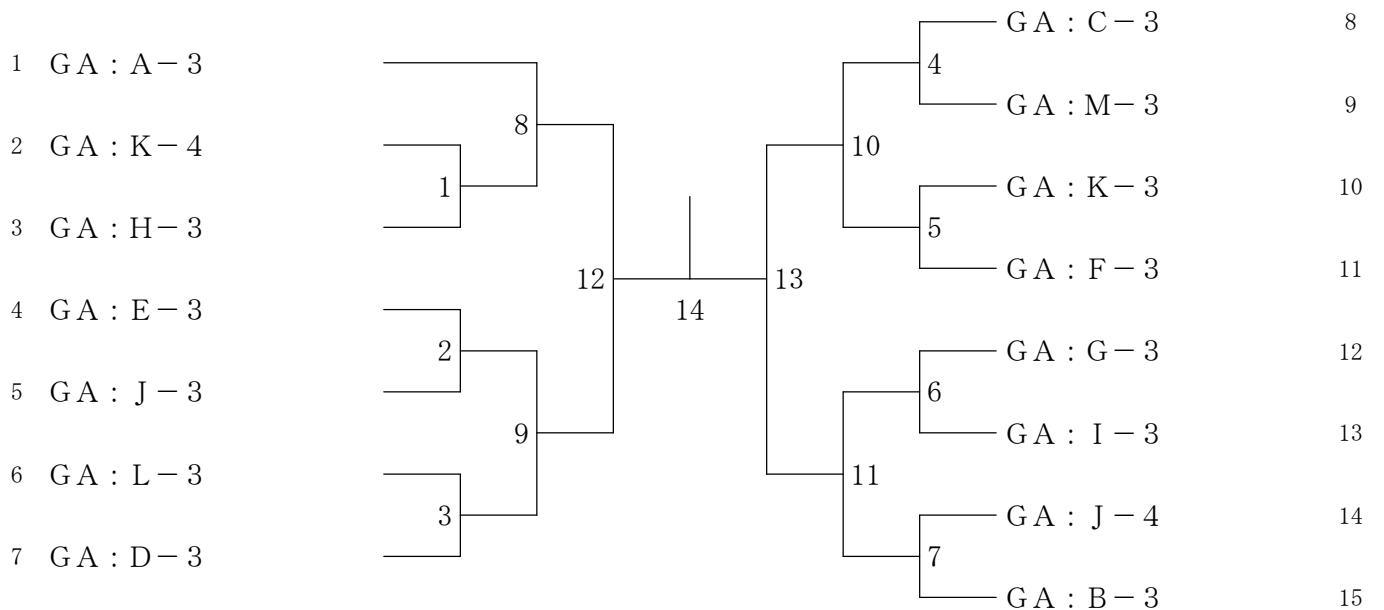 1 GA：A－3
2 GA：K－4
3 GA：H－3
4 GA：E－3
5 GA：J－3
6 GA：L－3
7 GA：D－3
8
1
2
9
3
12
14
13
10
4
5
11
6
7
GA：C－3 8
GA：M－3 9
GA：K－3 10
GA：F－3 11
GA：G－3 12
GA：I－3 13
GA：J－4 14
GA：B－3 15